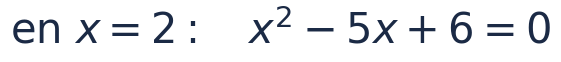 en x = 2 :   x² − 5x + 6 = 0